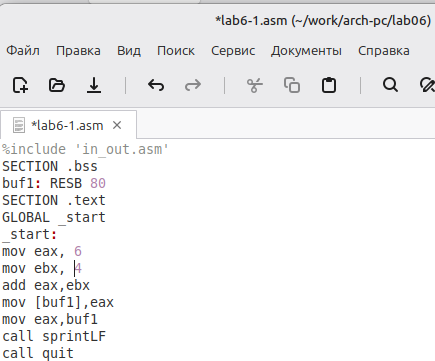 *lab6-1.asm (~/work/arch-pc/lab06)
Файл Правка Вид Поиск Сервис Документы Справка
*lab6-1.asm
%include 'in_out.asm'
SECTION .bss
buf1: RESB 80
SECTION .text
GLOBAL _start
_start:
mov eax, 6
mov ebx, 4
add eax,ebx
mov [buf1],eax
mov eax,buf1
call sprintLF
call quit